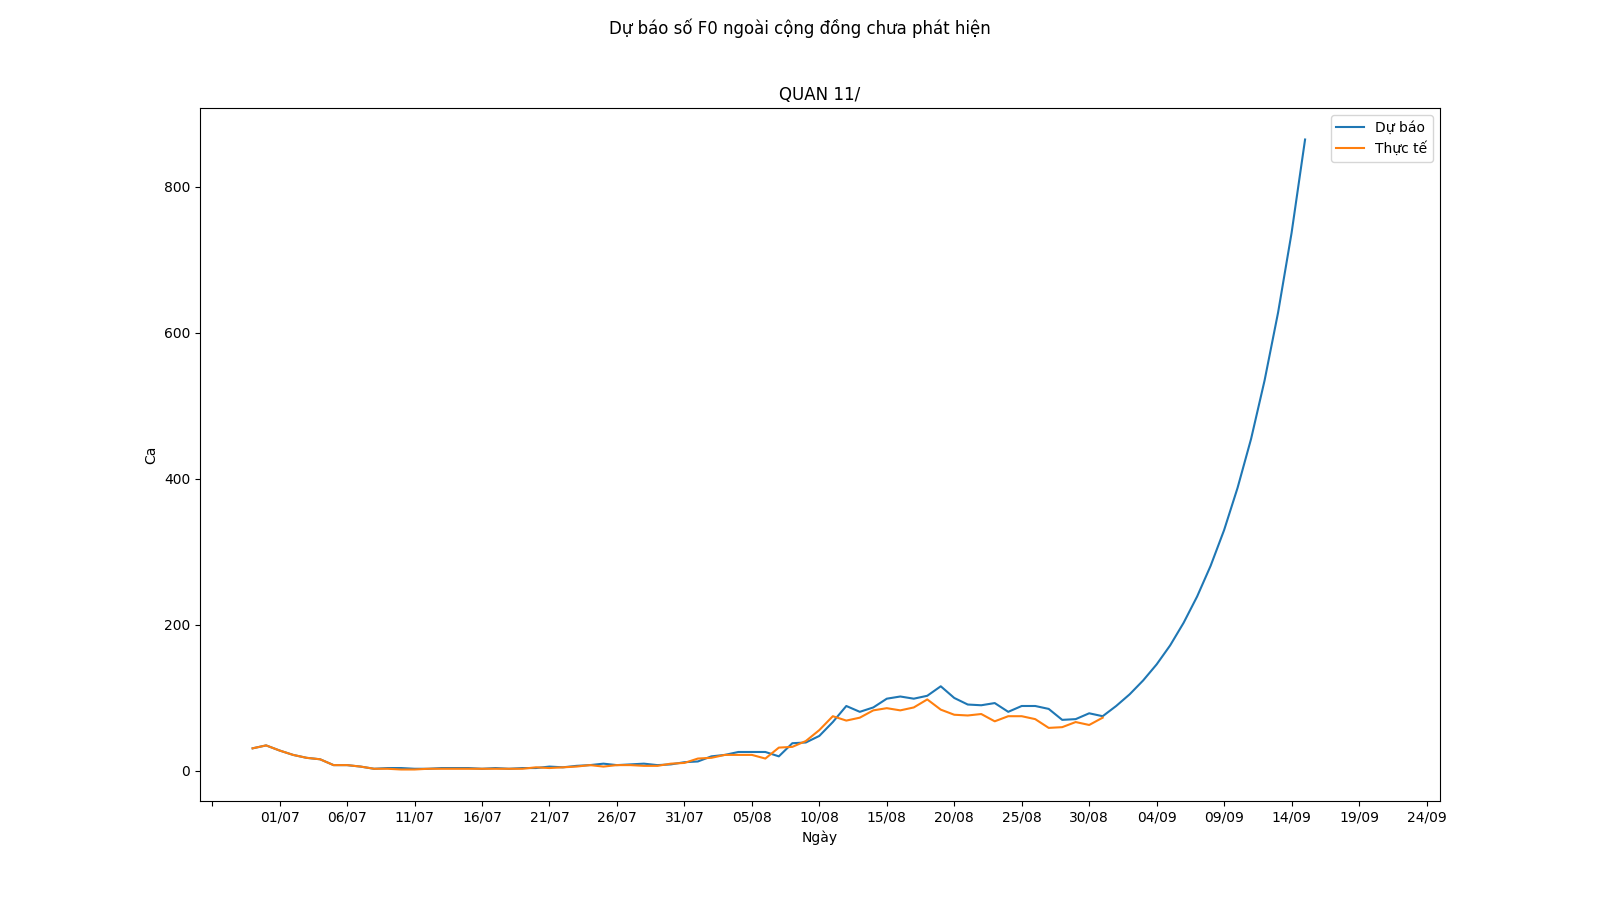 Dự báo số F0 ngoài cộng đồng chưa phát hiện
QUAN 11/
Dự báo
Thực tế
800
600
400
200
0
Ca
01/07 06/07 11/07 16/07 21/07 26/07 31/07 05/08 10/08 15/08 20/08 25/08 30/08 04/09 09/09 14/09 19/09 24/09
Ngày